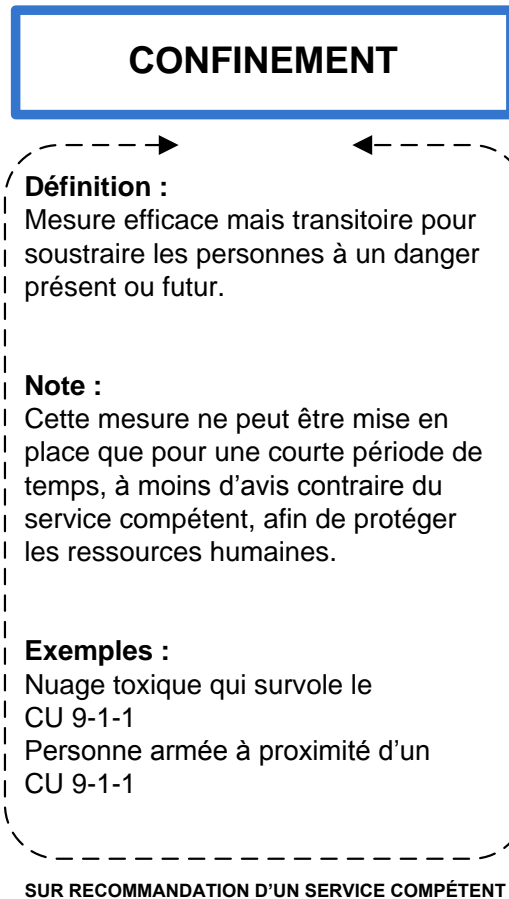 CONFINEMENT
Définition :
Mesure efficace mais transitoire pour
soustraire les personnes à un danger
présent ou futur.
Note :
Cette mesure ne peut être mise en
place que pour une courte période de
temps, à moins d’avis contraire du
service compétent, afin de protéger
les ressources humaines.
Exemples :
Nuage toxique qui survole le
CU 9-1-1
Personne armée à proximité d’un
CU 9-1-1
SUR RECOMMANDATION D’UN SERVICE COMPÉTENT